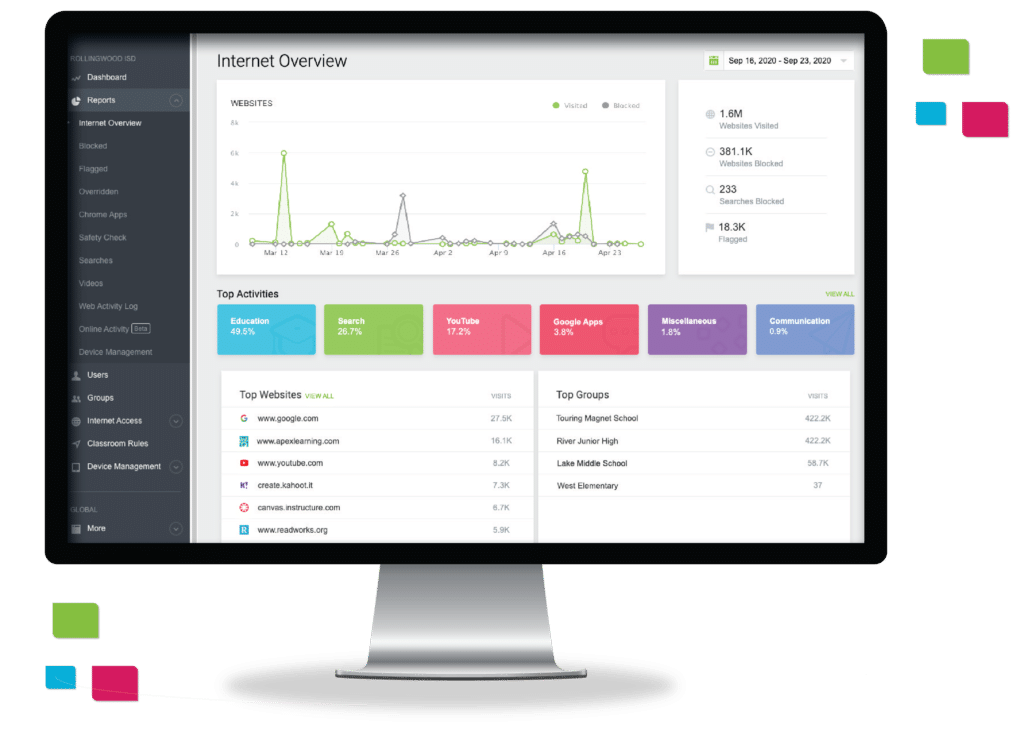 ROLLINGWOOD ISD
Dashboard
Reports
Internet Overview
Blocked
Flagged
Overridden
Chrome Apps
Safety Check
Searches
Videos
Web Activity Log
Online Activity Beta
Device Management
Users
Groups
Internet Access
Classroom Rules
Device Management
GLOBAL
More
Internet Overview
Sep 16, 2020 - Sep 23, 2020
WEBSITES
Visited
Blocked
8k
6k
4k
2k
0
Mar 12
Mar 19
Mar 26
Apr 2
Apr 9
Apr 16
Apr 23
1.6M
Websites Visited
381.1K
Websites Blocked
233
Searches Blocked
18.3K
Flagged
Top Activities
VIEW ALL
Education
49.5%
Search
26.7%
YouTube
17.2%
Google Apps
3.8%
Miscellaneous
1.8%
Communication
0.9%
Top Websites VIEW ALL VISITS
www.google.com 27.5K
www.apexlearning.com 16.1K
www.youtube.com 8.2K
K! create.kahoot.it 7.3K
canvas.instructure.com 6.7K
R www.readworks.org 5.9K
Top Groups VISITS
Touring Magnet School 422.2K
River Junior High 422.2K
Lake Middle School 58.7K
West Elementary 37